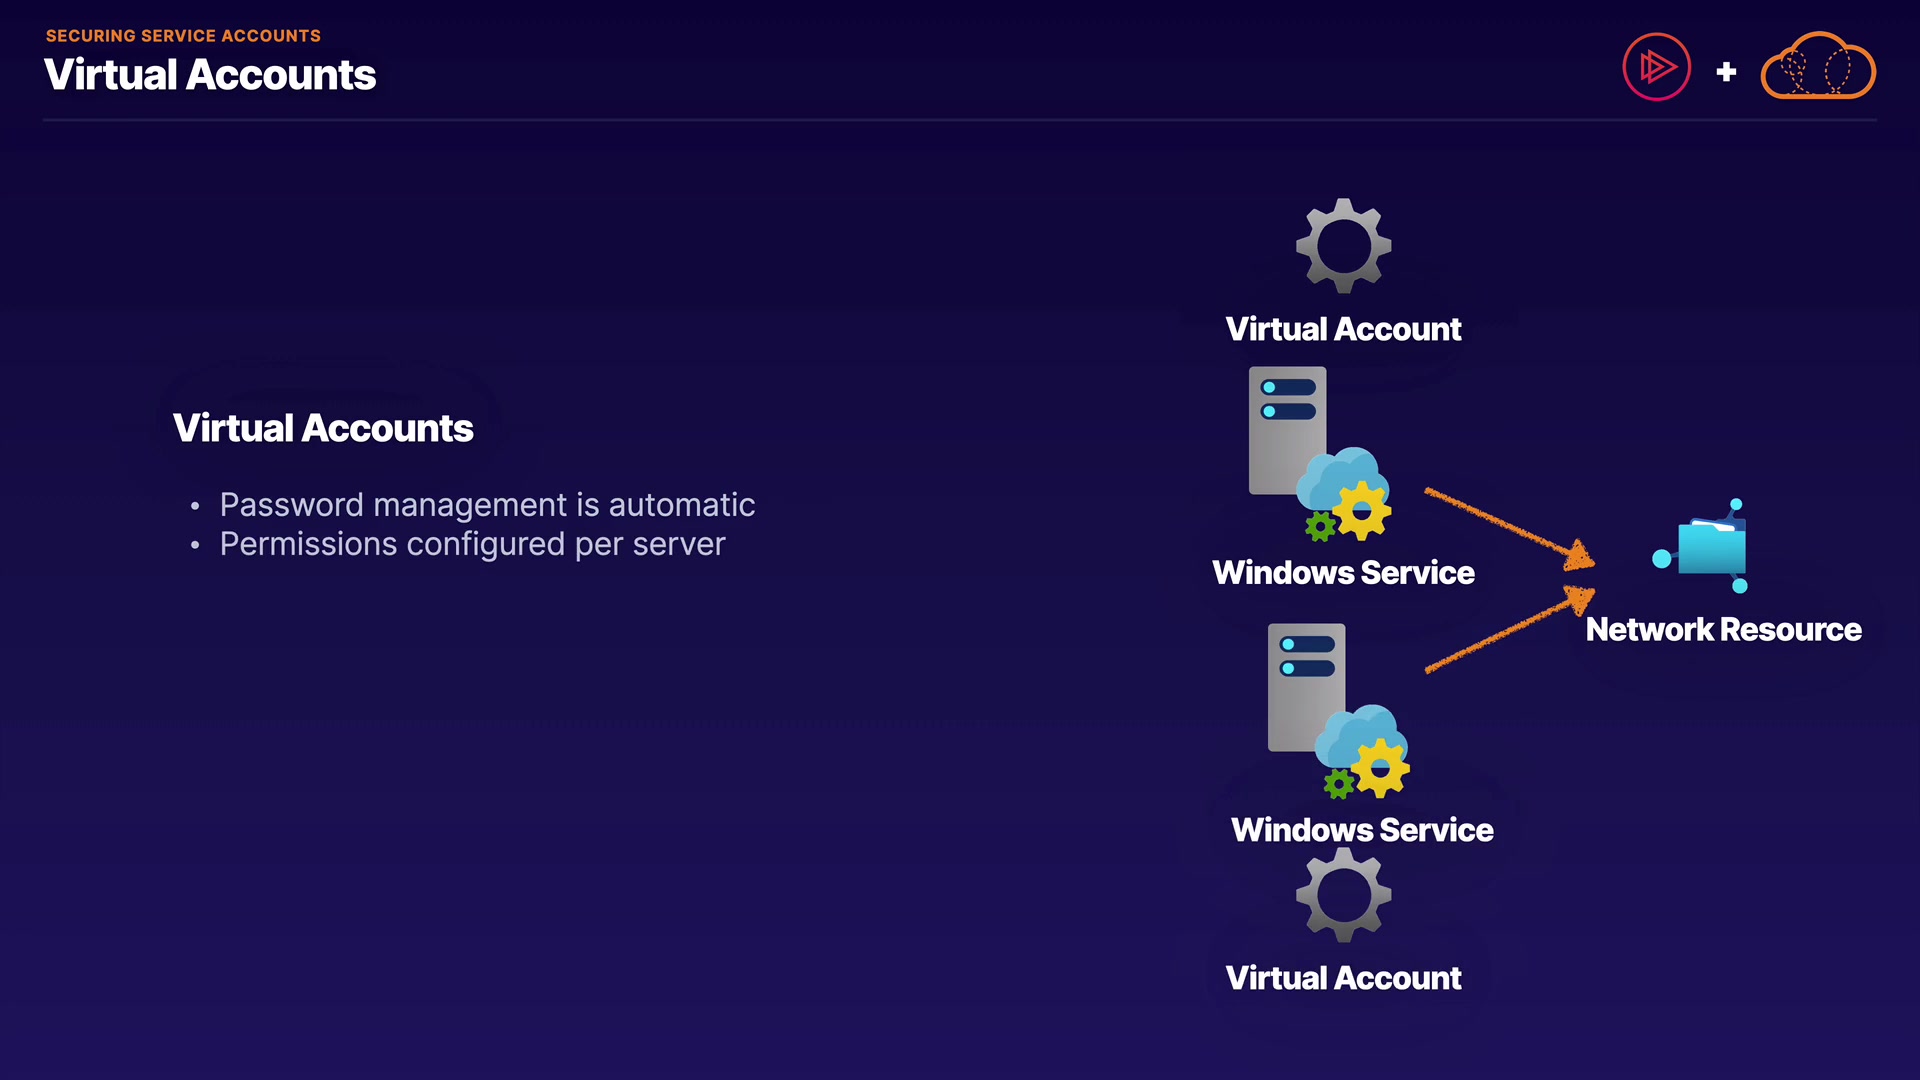 SECURING SERVICE ACCOUNTS
Virtual Accounts
Virtual Accounts
• Password management is automatic
• Permissions configured per server
Virtual Account
Windows Service
Network Resource
Windows Service
Virtual Account